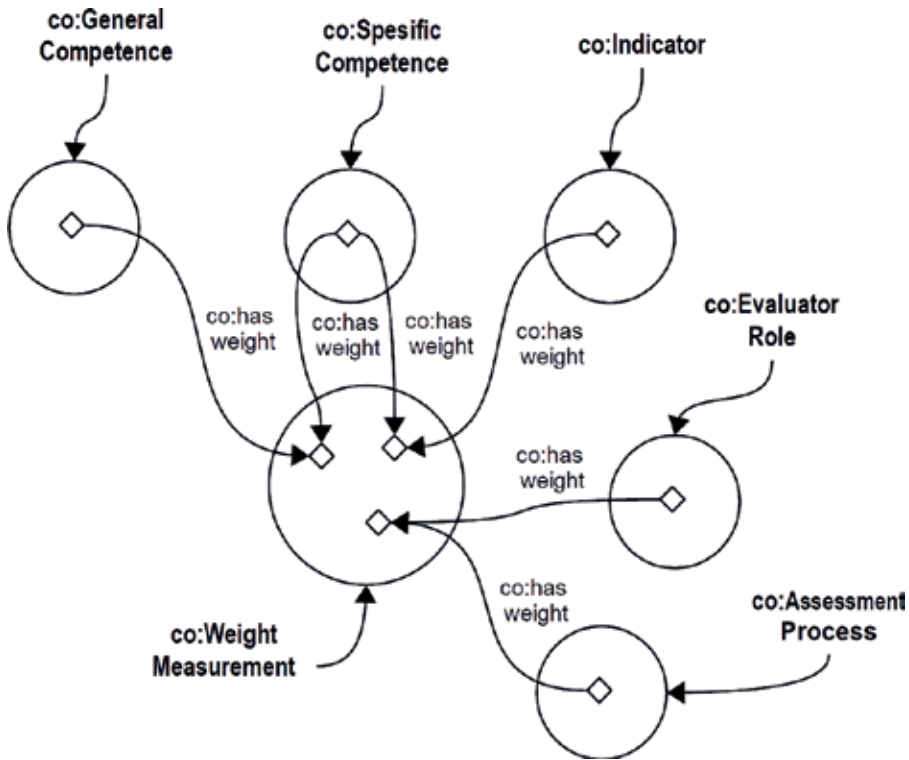 co:General
Competence
co:Spesific
Competence
co:Indicator
co:has
weight
co:has
weight
co:has
weight
co:has
weight
co:Evaluator
Role
co:has
weight
co:has
weight
co:Weight
Measurement
co:Assessment
Process